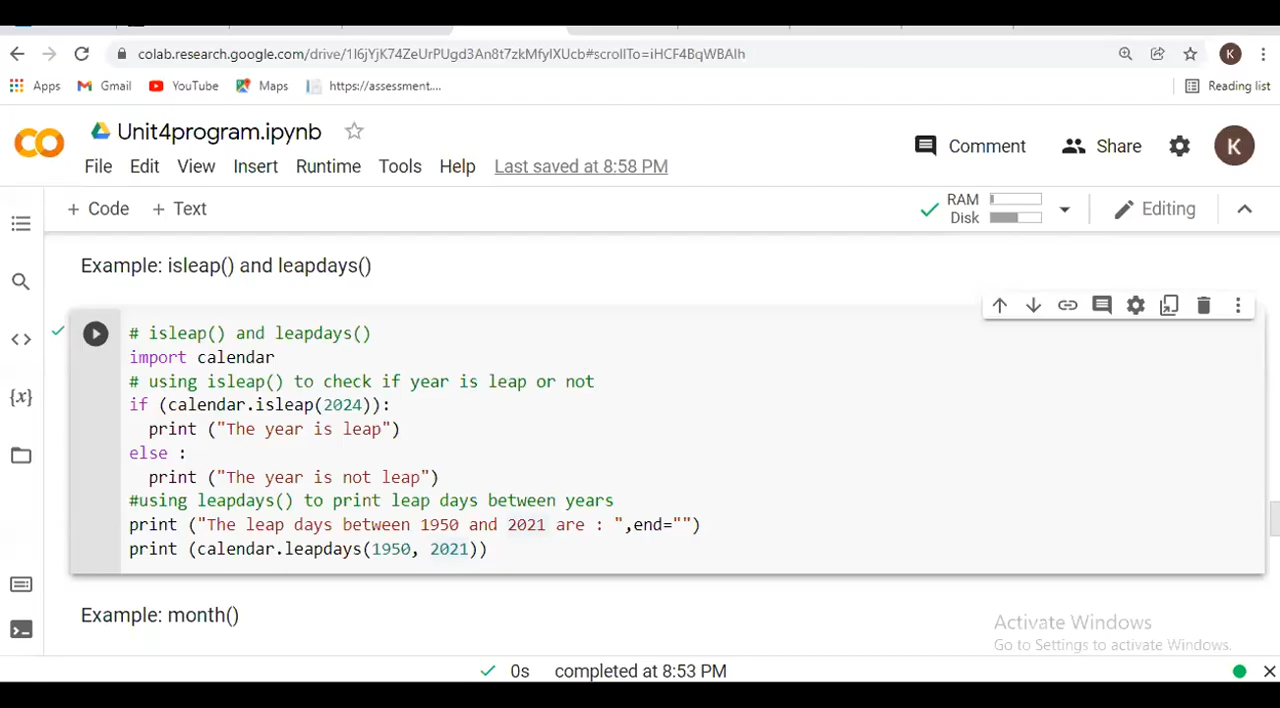 colab.research.google.com/drive/1I6jYjK74ZeUrPUgd3An8t7zkMfyIXUcb#scrollTo=iHCF4BqWBAIh
K
Apps Gmail YouTube Maps https://assessment.... Reading list
CO Unit4program.ipynb
Comment Share K
File Edit View Insert Runtime Tools Help Last saved at 8:58 PM
+ Code + Text RAM Disk Editing
Example: isleap() and leapdays()
# isleap() and leapdays()
import calendar
# using isleap() to check if year is leap or not
if (calendar.isleap(2024)):
  print ("The year is leap")
else :
  print ("The year is not leap")
#using leapdays() to print leap days between years
print ("The leap days between 1950 and 2021 are : ",end="")
print (calendar.leapdays(1950, 2021))
Example: month()
Activate Windows
Go to Settings to activate Windows.
0s completed at 8:53 PM